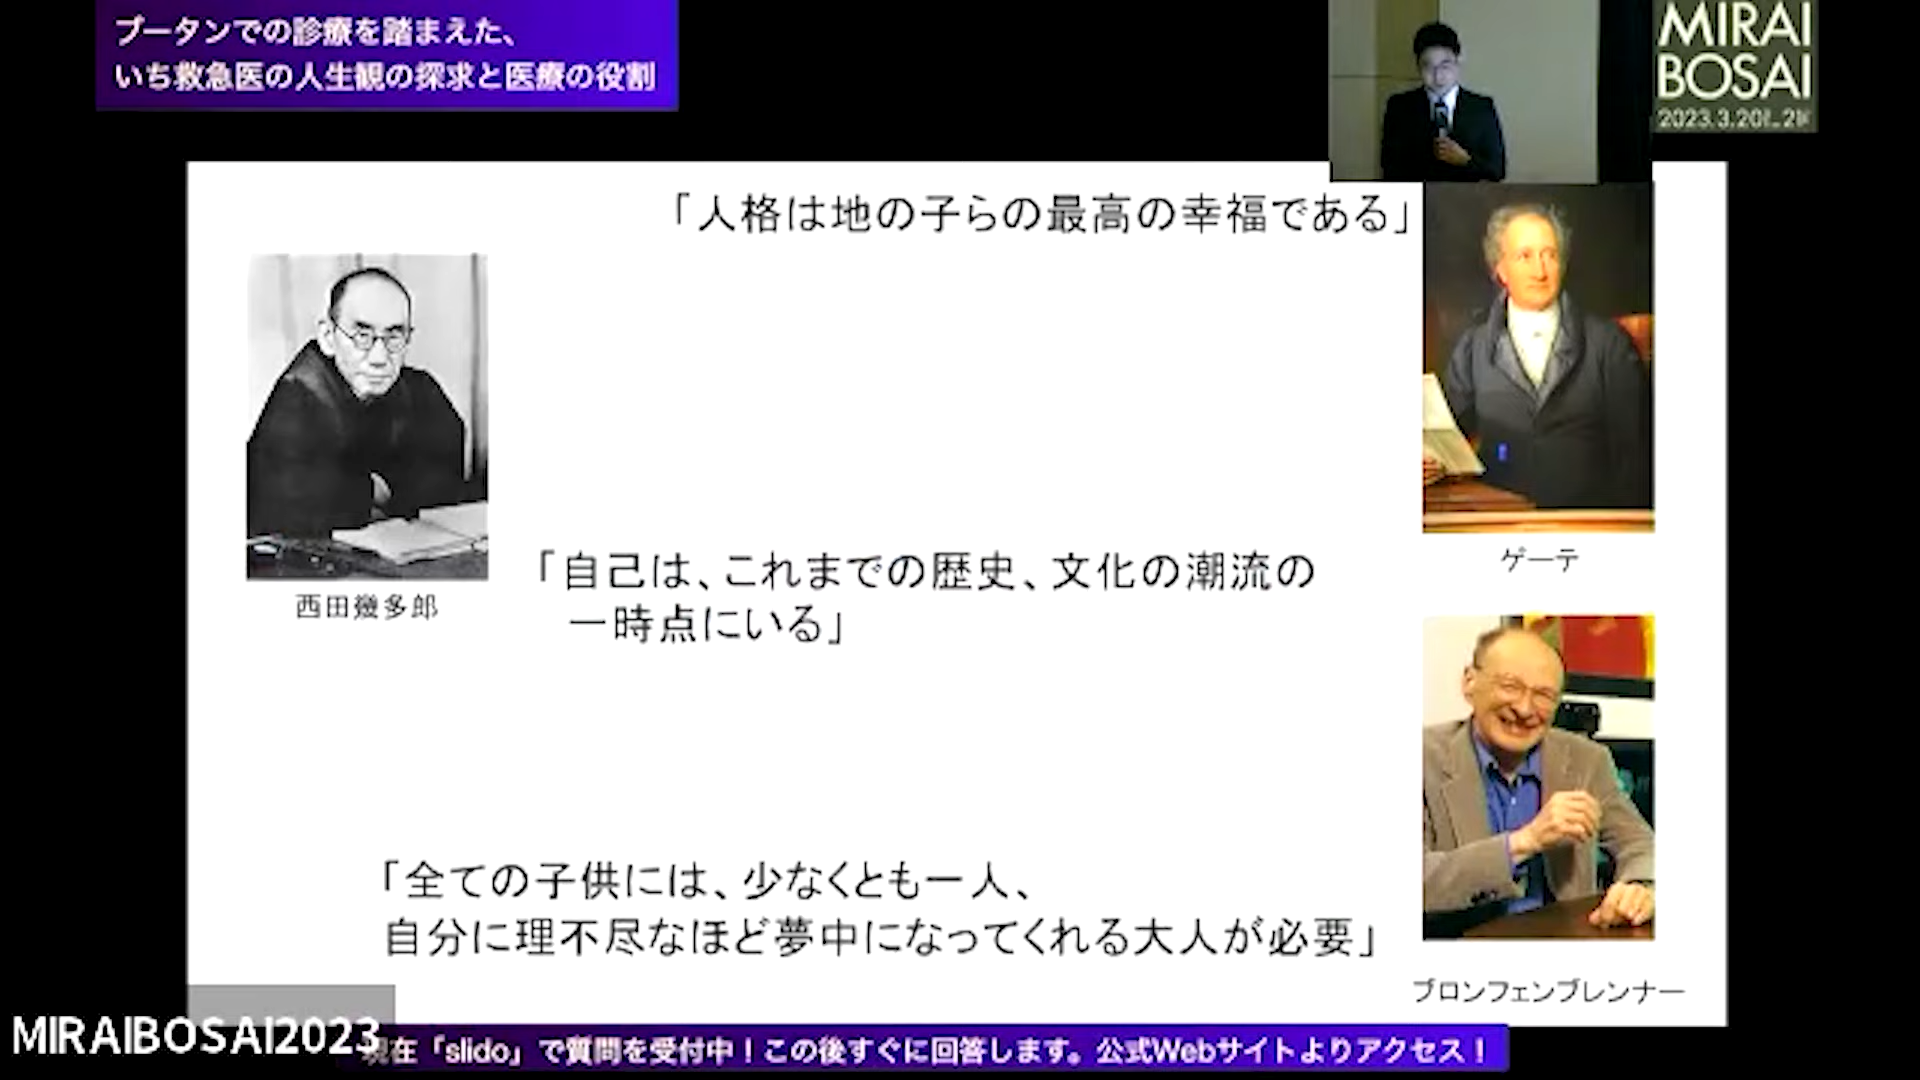 ブータンでの診療を踏まえた、
いち救急医の人生観の探求と医療の役割
MIRAI
BOSAI
2023.3.20
「人格は地の子らの最高の幸福である」
ゲーテ
西田幾多郎
「自己は、これまでの歴史、文化の潮流の
一時点にいる」
「全ての子供には、少なくとも一人、
自分に理不尽なほど夢中になってくれる大人が必要」
ブロンフェンブレンナー
MIRAIBOSAI2023
現在「slido」で質問を受付中！この後すぐに回答します。公式Webサイトよりアクセス！